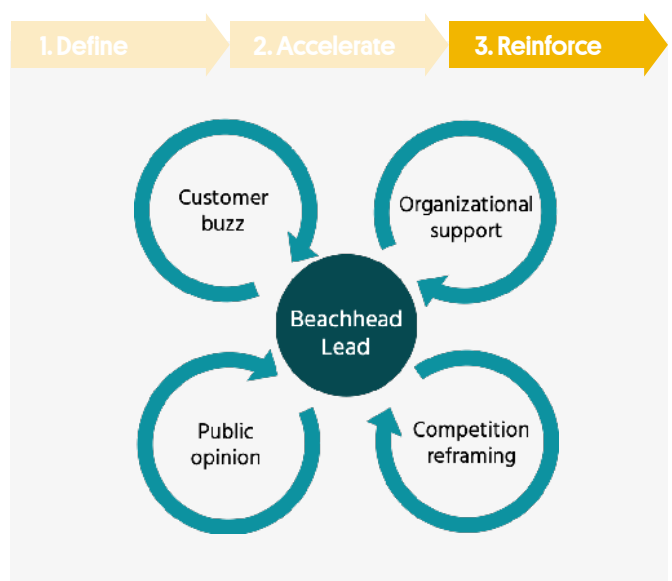 1. Define
2. Accelerate
3. Reinforce
Customer
buzz
Organizational
support
Beachhead
Lead
Public
opinion
Competition
reframing